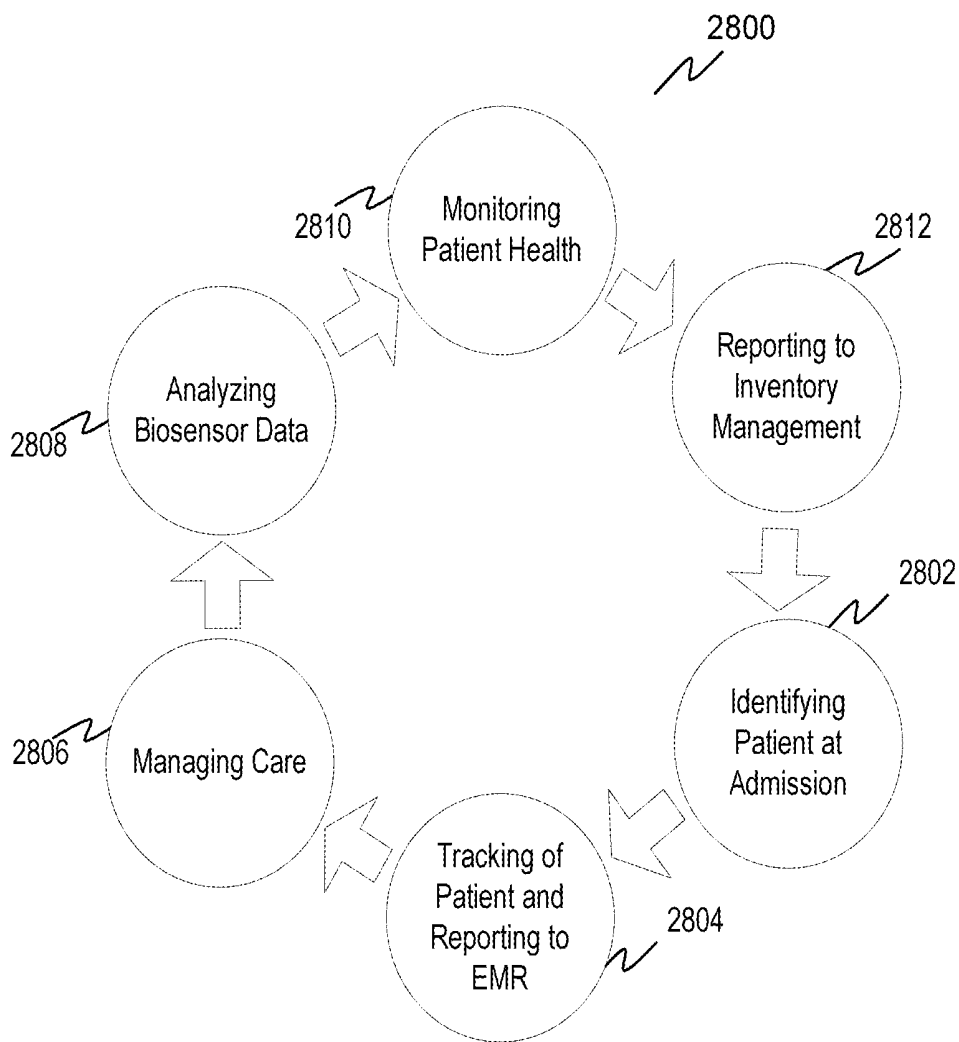 2800
2810
Monitoring
Patient Health
2812
Reporting to
Inventory
Management
Analyzing
Biosensor Data
2808
2802
Identifying
Patient at
Admission
2806
Managing Care
Tracking of
Patient and
Reporting to
EMR
2804